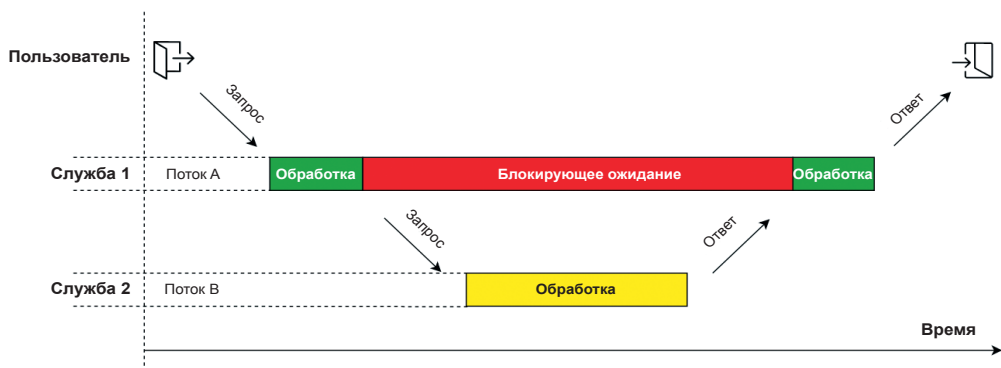 Пользователь
Запрос
Ответ
Служба 1
Поток A
Обработка
Блокирующее ожидание
Обработка
Запрос
Ответ
Служба 2
Поток B
Обработка
Время